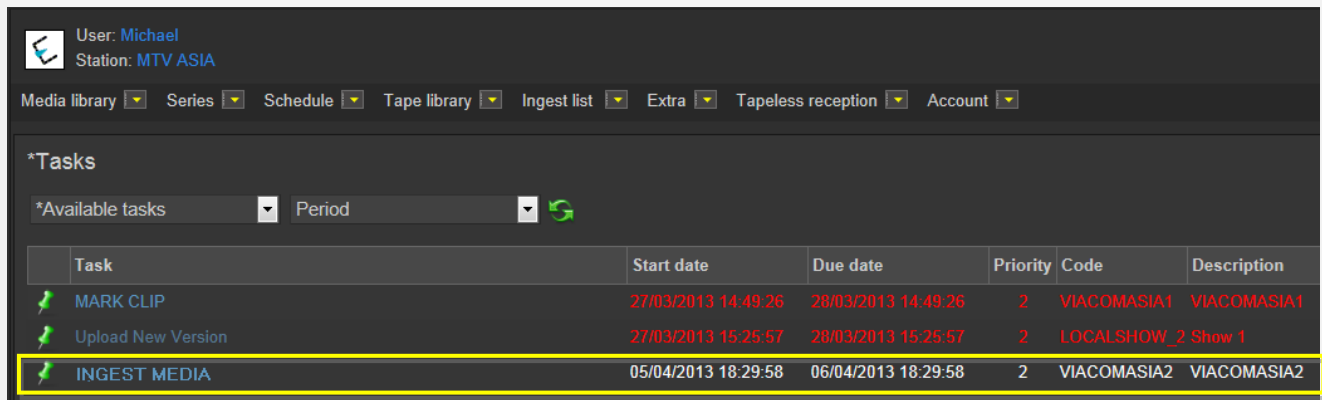 User: Michael
Station: MTV ASIA
Media library Series Schedule Tape library Ingest list Extra Tapeless reception Account
*Tasks
*Available tasks Period
Task Start date Due date Priority Code Description
MARK CLIP 27/03/2013 14:49:26 28/03/2013 14:49:26 2 VIACOMASIA1 VIACOMASIA1
Upload New Version 27/03/2013 15:25:57 28/03/2013 15:25:57 2 LOCALSHOW_2 Show 1
INGEST MEDIA 05/04/2013 18:29:58 06/04/2013 18:29:58 2 VIACOMASIA2 VIACOMASIA2